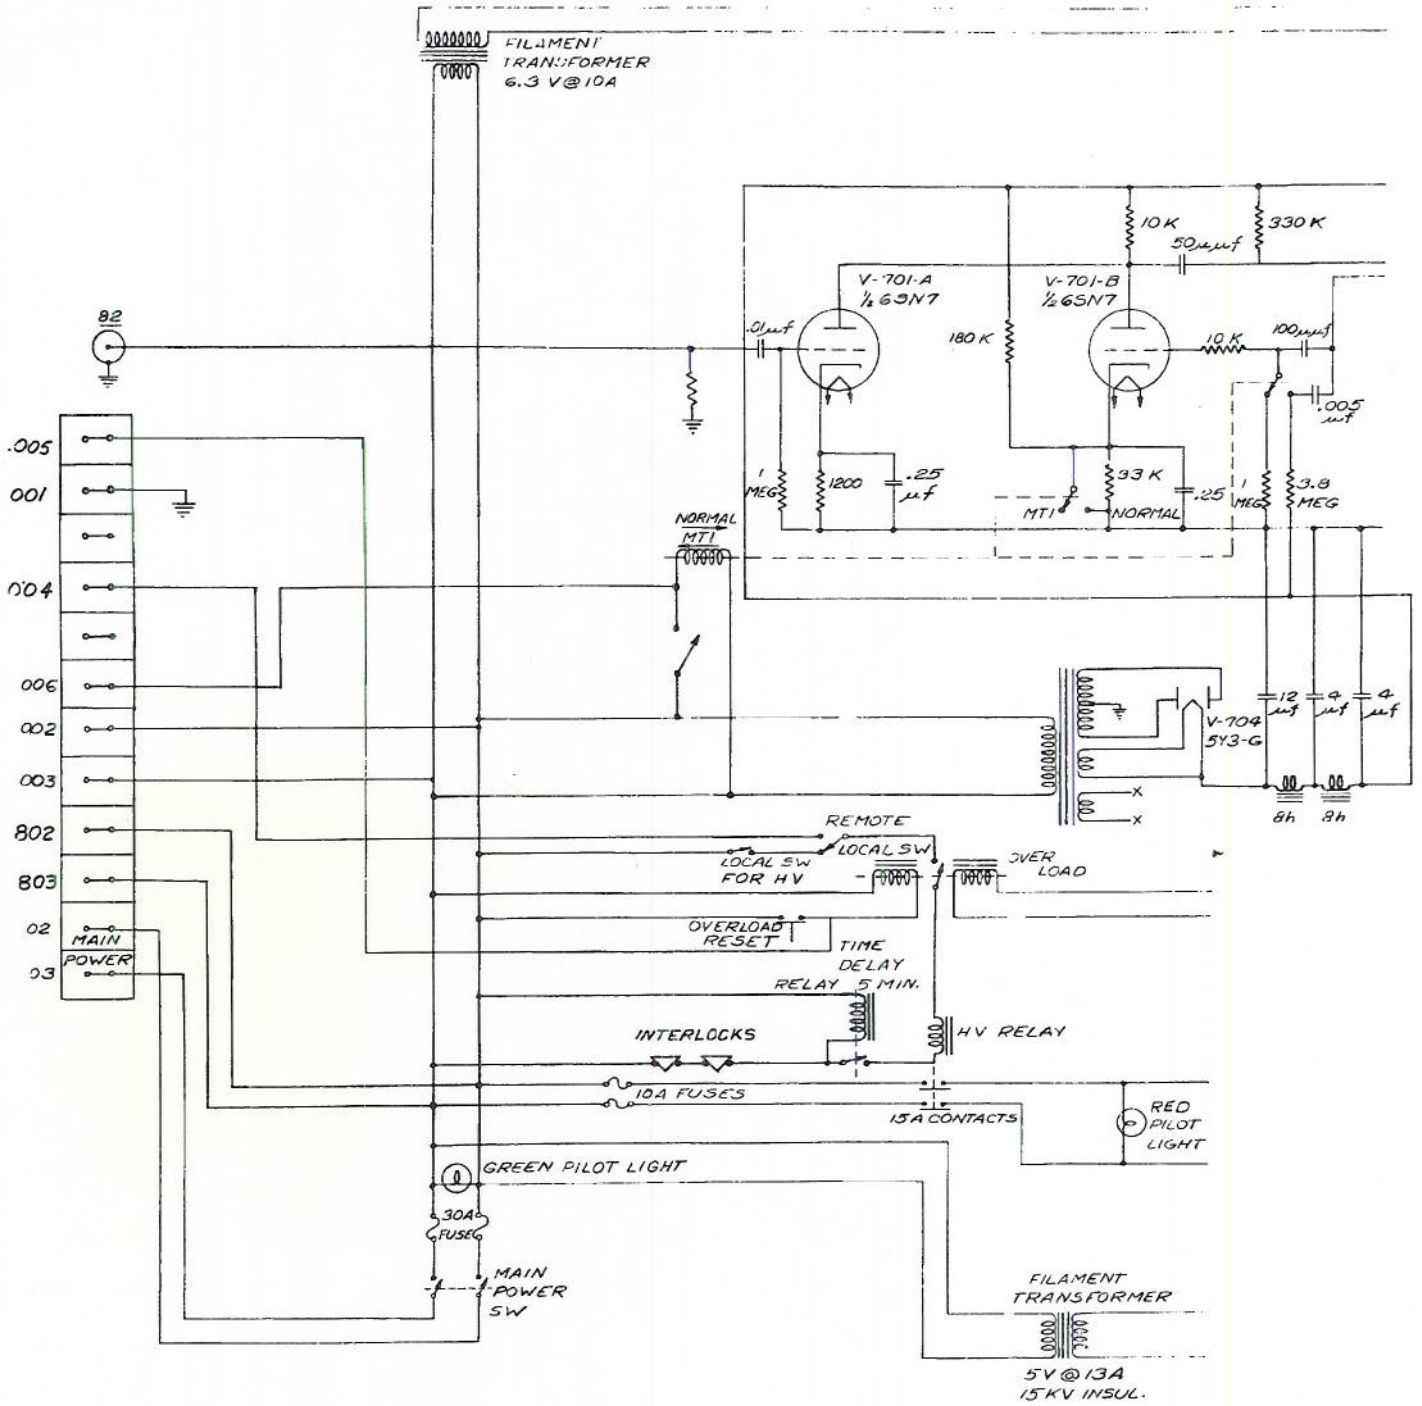 FILAMENT
TRANSFORMER
6.3 V@10A
10K
330K
50µµf
V-701-A
½ 6SN7
V-701-B
½ 6SN7
82
.01µf
180 K
10 K
100µµf
.005
µf
.005
001
004
006
002
003
802
803
02
03
MAIN
POWER
1
MEG
1200
.25
µf
33 K
.25
1
MEG
3.8
MEG
MTI
NORMAL
NORMAL
MTI
12
µf
4
µf
4
µf
V-704
5Y3-G
X
X
8h
8h
REMOTE
LOCAL SW
LOCAL SW
FOR HV
OVER
LOAD
OVERLOAD
RESET
TIME
DELAY
RELAY 5 MIN.
INTERLOCKS
HV RELAY
10A FUSES
15A CONTACTS
RED
PILOT
LIGHT
GREEN PILOT LIGHT
30A
FUSE
MAIN
POWER
SW
FILAMENT
TRANSFORMER
5V@13A
15KV INSUL.